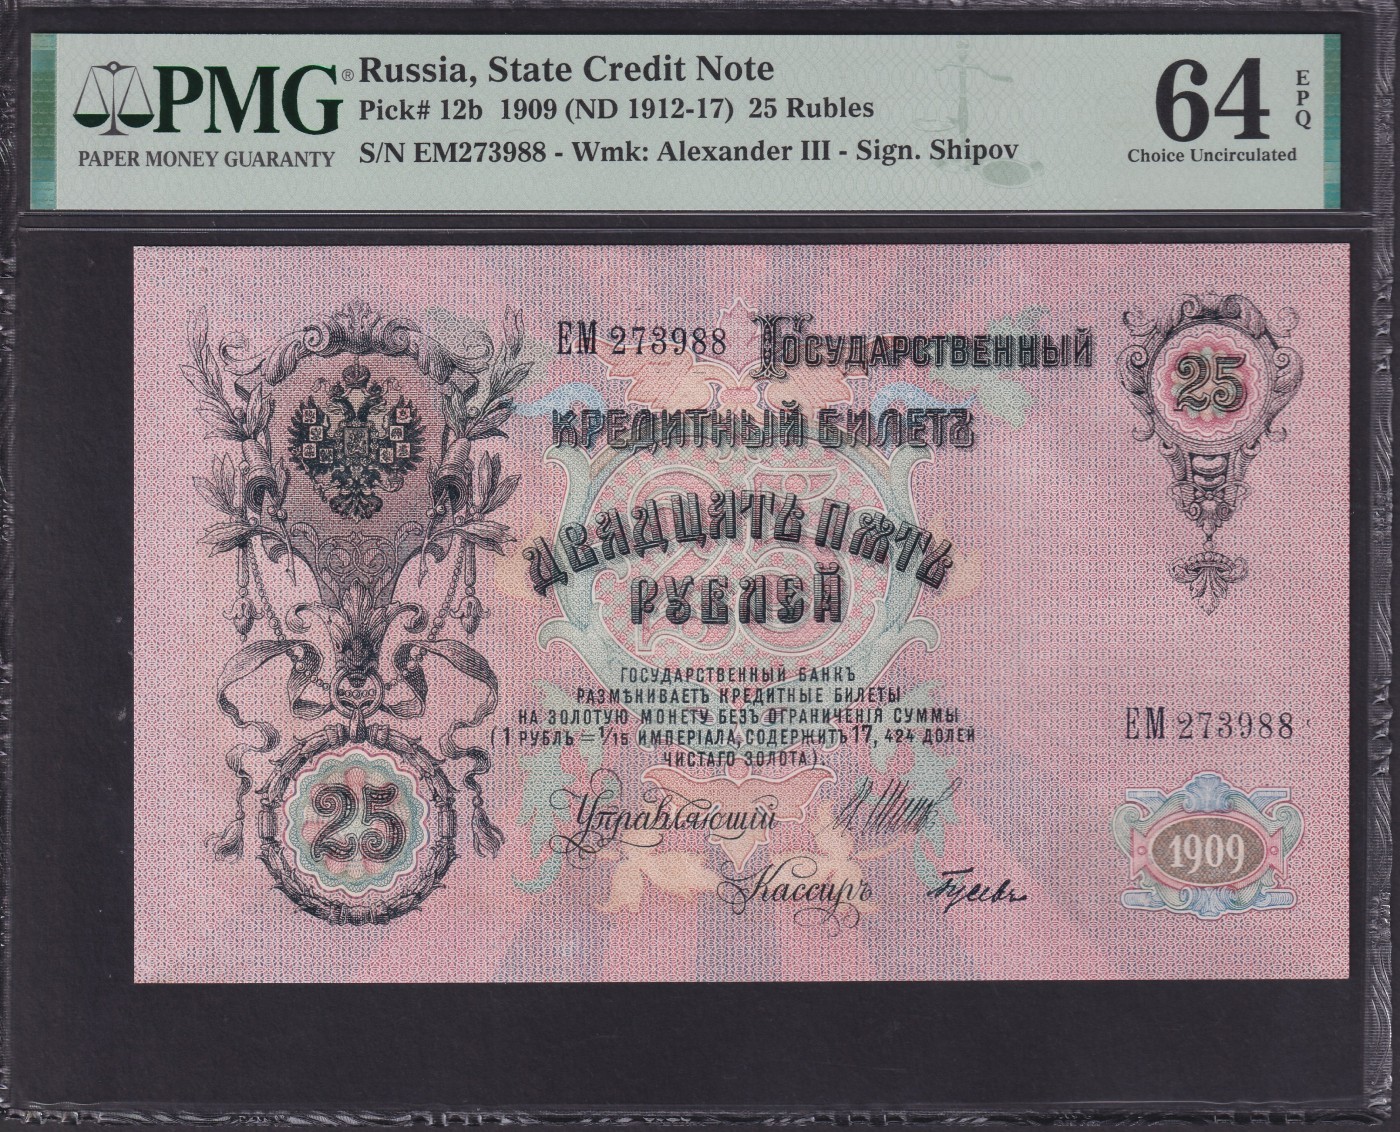 PMG®
PAPER MONEY GUARANTY
Russia, State Credit Note
Pick# 12b 1909 (ND 1912-17) 25 Rubles
S/N EM273988 - Wmk: Alexander III - Sign. Shipov
64 EPQ
Choice Uncirculated
ЕМ 273988
Государственный
Кредитный Билетъ
25
Двадцать Пять
Рублей
25
ГОСУДАРСТВЕННЫЙ БАНКЪ
РАЗМѢНИВАЕТЪ КРЕДИТНЫЕ БИЛЕТЫ
НА ЗОЛОТУЮ МОНЕТУ БЕЗЪ ОГРАНИЧЕНІЯ СУММЫ
(1 РУБЛЬ = 1/15 ИМПЕРІАЛА, СОДЕРЖИТЪ 17, 424 ДОЛЕЙ
ЧИСТАГО ЗОЛОТА).
ЕМ 273988
25
Управляющій
Кассиръ
Гусевъ
1909